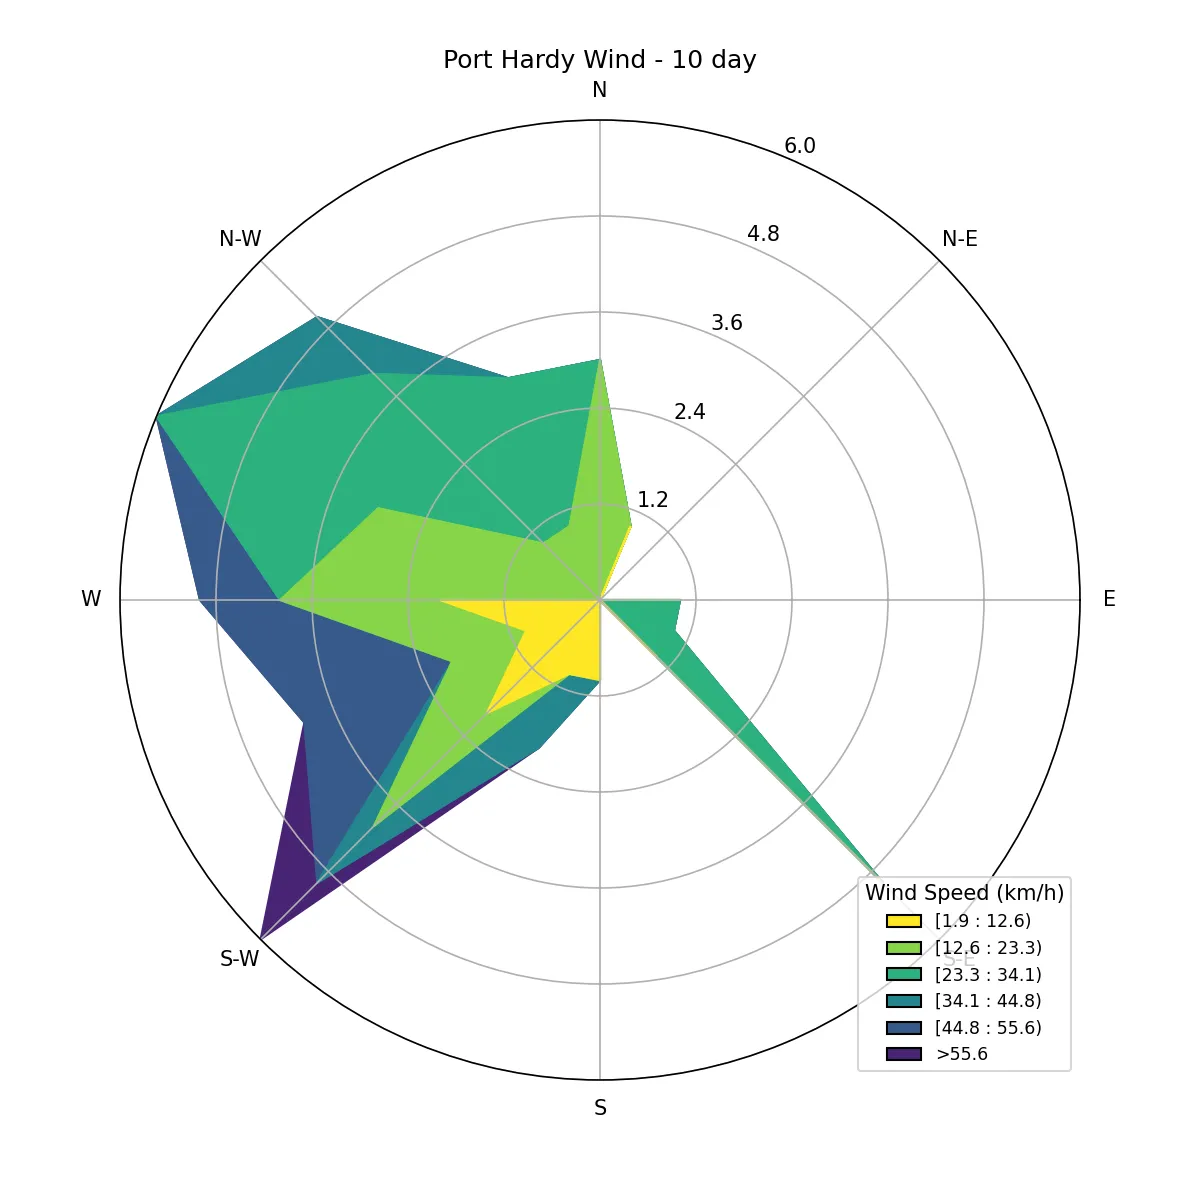 Port Hardy Wind - 10 day
N
6.0
N-W
N-E
4.8
3.6
2.4
1.2
W
E
S-W
S-E
Wind Speed (km/h)
[1.9 : 12.6)
[12.6 : 23.3)
[23.3 : 34.1)
[34.1 : 44.8)
[44.8 : 55.6)
>55.6
S